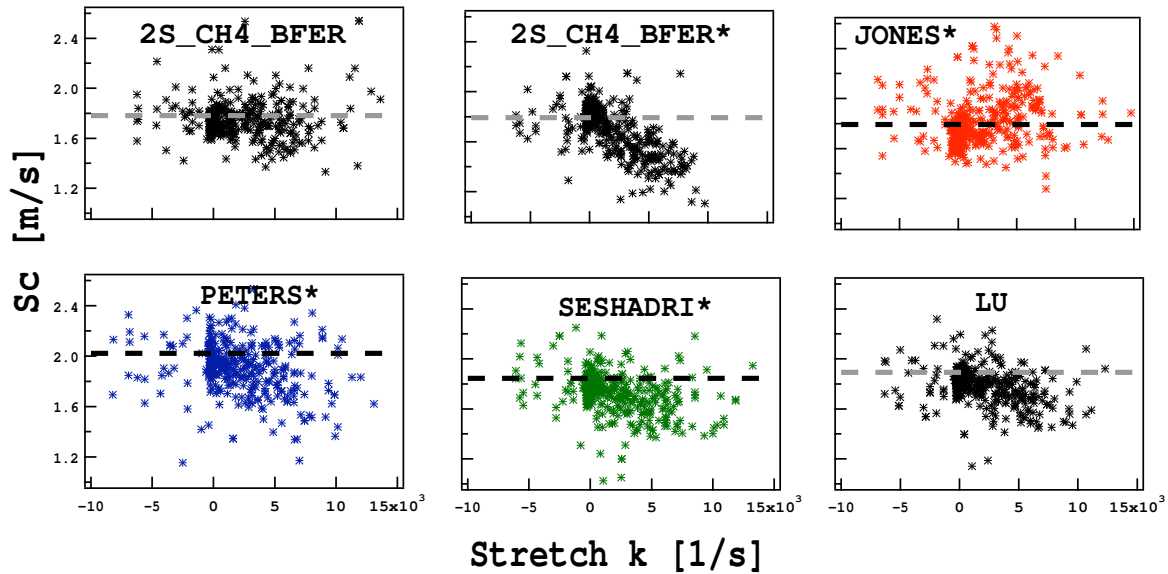 2S_CH4_BFER
2S_CH4_BFER*
JONES*
2.4
2.0
1.6
1.2
Sc [m/s]
PETERS*
SESHADRI*
LU
2.4
2.0
1.6
1.2
-10 -5 0 5 10 15x10³
-10 -5 0 5 10 15x10³
-10 -5 0 5 10 15x10³
Stretch k [1/s]